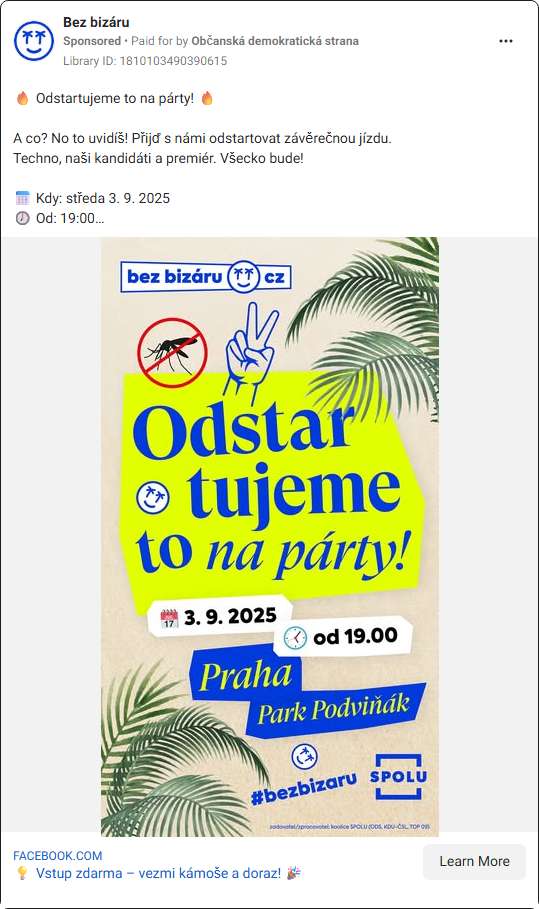 Bez bizáru
Sponsored • Paid for by Občanská demokratická strana
Library ID: 1810103490390615
🔥 Odstartujeme to na párty! 🔥
A co? No to uvidíš! Přijď s námi odstartovat závěrečnou jízdu.
Techno, naši kandidáti a premiér. Všecko bude!
📅 Kdy: středa 3. 9. 2025
🕖 Od: 19:00...
bez bizáru cz
Odstar
tujeme
to na párty!
📅 3. 9. 2025
🕖 od 19.00
Praha
Park Podviňák
#bezbizaru
SPOLU
zadavatel/zpracovatel: koalice SPOLU (ODS, KDU-ČSL, TOP 09)
FACEBOOK.COM
💡 Vstup zdarma – vezmi kámoše a doraz! 🎉
Learn More